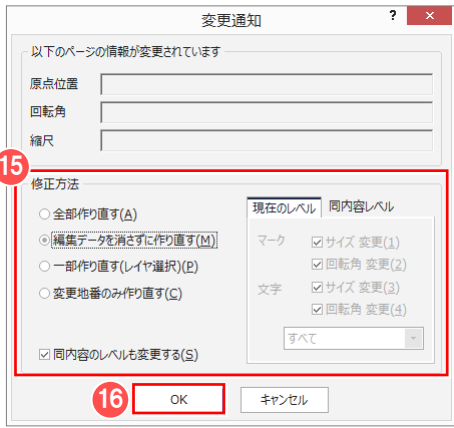 変更通知
? ×
以下のページの情報が変更されています
原点位置
回転角
縮尺
15
修正方法
全部作り直す(A)
編集データを消さずに作り直す(M)
一部作り直す(レイヤ選択)(P)
変更地番のみ作り直す(C)
同内容のレベルも変更する(S)
現在のレベル 同内容レベル
マーク サイズ 変更(1)
回転角 変更(2)
文字 サイズ 変更(3)
回転角 変更(4)
すべて
16
OK キャンセル